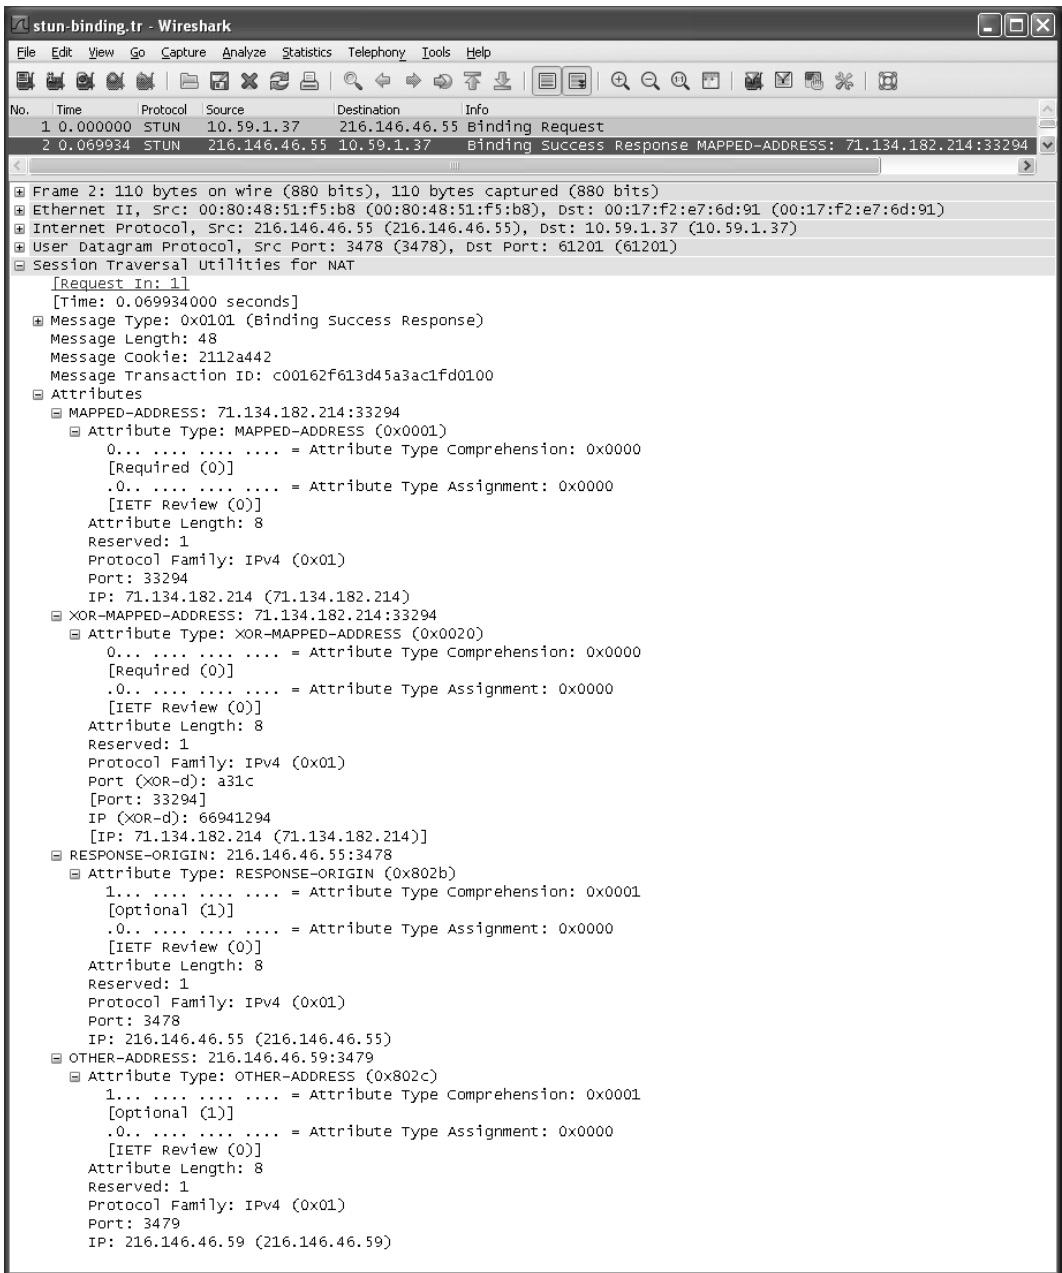 stun-binding.tr - Wireshark
File Edit View Go Capture Analyze Statistics Telephony Tools Help
No. Time Protocol Source Destination Info
1 0.000000 STUN 10.59.1.37 216.146.46.55 Binding Request
2 0.069934 STUN 216.146.46.55 10.59.1.37 Binding Success Response MAPPED-ADDRESS: 71.134.182.214:33294
Frame 2: 110 bytes on wire (880 bits), 110 bytes captured (880 bits)
Ethernet II, Src: 00:80:48:51:f5:b8 (00:80:48:51:f5:b8), Dst: 00:17:f2:e7:6d:91 (00:17:f2:e7:6d:91)
Internet Protocol, Src: 216.146.46.55 (216.146.46.55), Dst: 10.59.1.37 (10.59.1.37)
User Datagram Protocol, Src Port: 3478 (3478), Dst Port: 61201 (61201)
Session Traversal Utilities for NAT
[Request In: 1]
[Time: 0.069934000 seconds]
Message Type: 0x0101 (Binding Success Response)
Message Length: 48
Message Cookie: 2112a442
Message Transaction ID: c00162f613d45a3ac1fd0100
Attributes
MAPPED-ADDRESS: 71.134.182.214:33294
Attribute Type: MAPPED-ADDRESS (0x0001)
0... .... .... .... = Attribute Type Comprehension: 0x0000
[Required (0)]
.0.. .... .... .... = Attribute Type Assignment: 0x0000
[IETF Review (0)]
Attribute Length: 8
Reserved: 1
Protocol Family: IPv4 (0x01)
Port: 33294
IP: 71.134.182.214 (71.134.182.214)
XOR-MAPPED-ADDRESS: 71.134.182.214:33294
Attribute Type: XOR-MAPPED-ADDRESS (0x0020)
0... .... .... .... = Attribute Type Comprehension: 0x0000
[Required (0)]
.0.. .... .... .... = Attribute Type Assignment: 0x0000
[IETF Review (0)]
Attribute Length: 8
Reserved: 1
Protocol Family: IPv4 (0x01)
Port (XOR-d): a31c
[Port: 33294]
IP (XOR-d): 66941294
[IP: 71.134.182.214 (71.134.182.214)]
RESPONSE-ORIGIN: 216.146.46.55:3478
Attribute Type: RESPONSE-ORIGIN (0x802b)
1... .... .... .... = Attribute Type Comprehension: 0x0001
[Optional (1)]
.0.. .... .... .... = Attribute Type Assignment: 0x0000
[IETF Review (0)]
Attribute Length: 8
Reserved: 1
Protocol Family: IPv4 (0x01)
Port: 3478
IP: 216.146.46.55 (216.146.46.55)
OTHER-ADDRESS: 216.146.46.59:3479
Attribute Type: OTHER-ADDRESS (0x802c)
1... .... .... .... = Attribute Type Comprehension: 0x0001
[Optional (1)]
.0.. .... .... .... = Attribute Type Assignment: 0x0000
[IETF Review (0)]
Attribute Length: 8
Reserved: 1
Protocol Family: IPv4 (0x01)
Port: 3479
IP: 216.146.46.59 (216.146.46.59)